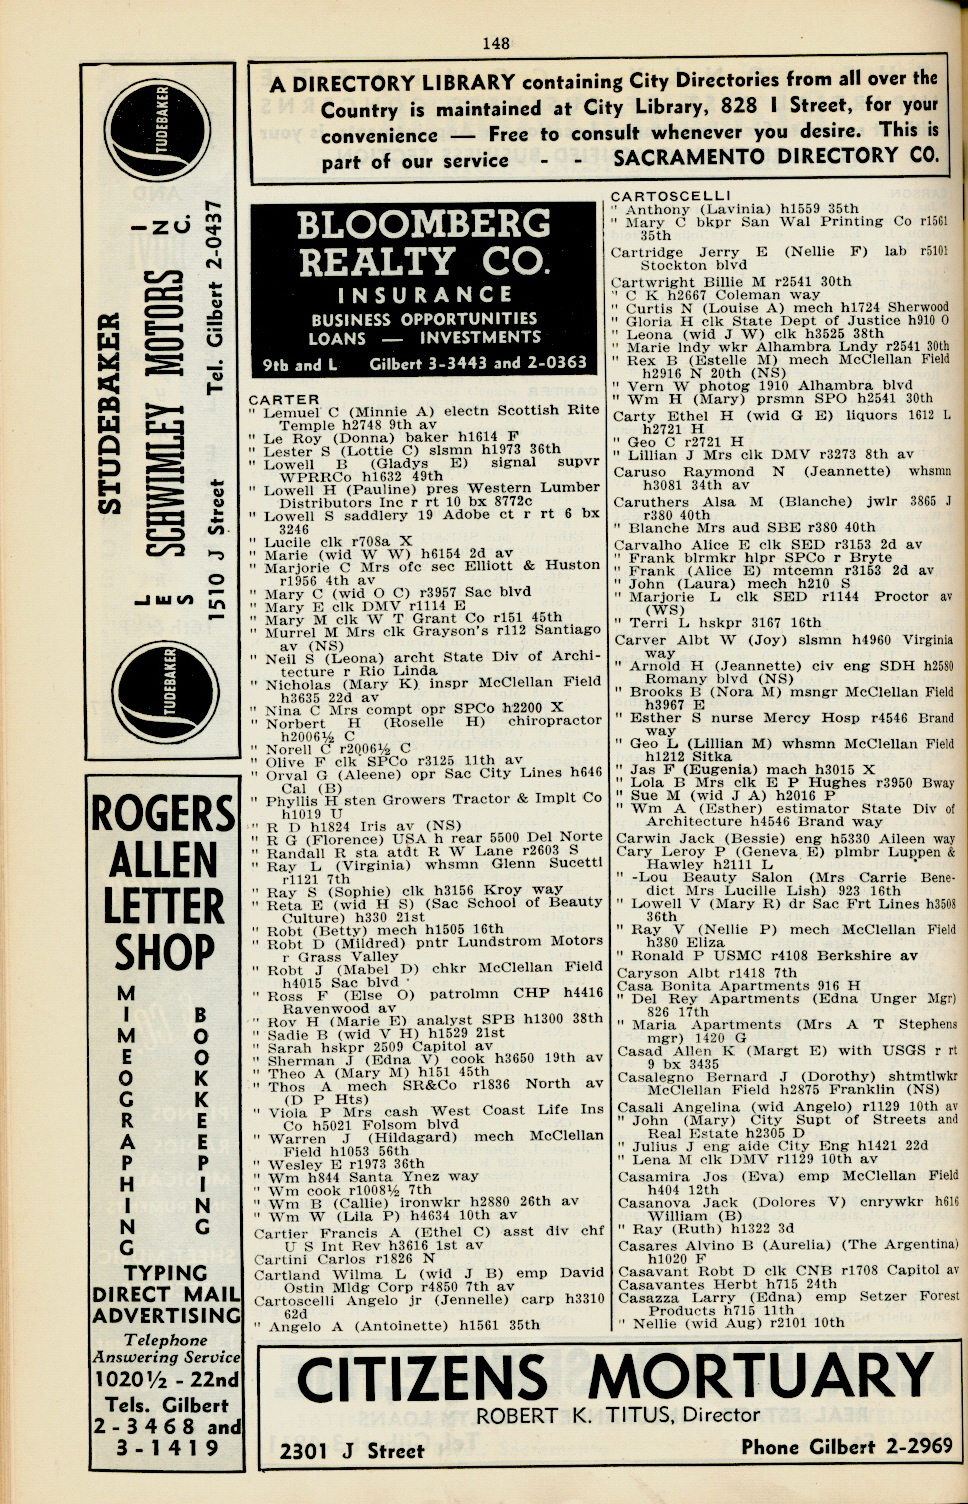 148
A DIRECTORY LIBRARY containing City Directories from all over the
Country is maintained at City Library, 828 I Street, for your
convenience — Free to consult whenever you desire. This is
part of our service - - SACRAMENTO DIRECTORY CO.
STUDEBAKER
STUDEBAKER
LES SCHWIMLEY MOTORS INC.
1510 J Street Tel. Gilbert 2-0437
STUDEBAKER
ROGERS
ALLEN
LETTER
SHOP
MIMEOGRAPHING
BOOKKEEPING
TYPING
DIRECT MAIL
ADVERTISING
Telephone
Answering Service
1020½ - 22nd
Tels. Gilbert
2-3468 and
3-1419
BLOOMBERG
REALTY CO.
INSURANCE
BUSINESS OPPORTUNITIES
LOANS — INVESTMENTS
9th and L Gilbert 3-3443 and 2-0363
CARTER
" Lemuel C (Minnie A) electn Scottish Rite
Temple h2748 9th av
" Le Roy (Donna) baker h1614 F
" Lester S (Lottie C) slsmn h1973 36th
" Lowell B (Gladys E) signal supvr
WPRRCo h1632 49th
" Lowell H (Pauline) pres Western Lumber
Distributors Inc r rt 10 bx 8772c
" Lowell S saddlery 19 Adobe ct r rt 6 bx
3246
" Lucile clk r708a X
" Marie (wid W W) h6154 2d av
" Marjorie C Mrs ofc sec Elliott & Huston
r1956 4th av
" Mary C (wid O C) r3957 Sac blvd
" Mary E clk DMV r1114 E
" Mary M clk W T Grant Co r151 45th
" Murrel M Mrs clk Grayson's r112 Santiago
av (NS)
" Neil S (Leona) archt State Div of Archi-
tecture r Rio Linda
" Nicholas (Mary K) inspr McClellan Field
h3635 22d av
" Nina C Mrs compt opr SPCo h2200 X
" Norbert H (Roselle H) chiropractor
h2006½ C
" Norell C r2006½ C
" Olive F clk SPCo r3125 11th av
" Orval G (Aleene) opr Sac City Lines h646
Cal (B)
" Phyllis H sten Growers Tractor & Implt Co
h1019 U
" R D h1824 Iris av (NS)
" R G (Florence) USA h rear 5500 Del Norte
" Randall R sta atdt R W Lane r2603 S
" Ray L (Virginia) whsmn Glenn Sucetti
r1121 7th
" Ray S (Sophie) clk h3156 Kroy way
" Reta E (wid H S) (Sac School of Beauty
Culture) h330 21st
" Robt (Betty) mech h1505 16th
" Robt D (Mildred) pntr Lundstrom Motors
r Grass Valley
" Robt J (Mabel D) chkr McClellan Field
h4015 Sac blvd
" Ross F (Else O) patrolmn CHP h4416
Ravenwood av
" Roy H (Marie E) analyst SPB h1300 38th
" Sadie B (wid V H) h1529 21st
" Sarah hskpr 2509 Capitol av
" Sherman J (Edna V) cook h3650 19th av
" Theo A (Mary M) h151 45th
" Thos A mech SR&Co r1836 North av
(D P Hts)
" Viola P Mrs cash West Coast Life Ins
Co h5021 Folsom blvd
" Warren J (Hildagard) mech McClellan
Field h1053 56th
" Wesley E r1973 36th
" Wm h844 Santa Ynez way
" Wm cook r1008½ 7th
" Wm B (Callie) ironwkr h2880 26th av
" Wm W (Lila P) h4634 10th av
Cartier Francis A (Ethel C) asst div chf
U S Int Rev h3616 1st av
Cartini Carlos r1826 N
Cartland Wilma L (wid J B) emp David
Ostin Mldg Corp r4850 7th av
Cartoscelli Angelo jr (Jennelle) carp h3310
62d
" Angelo A (Antoinette) h1561 35th
CARTOSCELLI
" Anthony (Lavinia) h1559 35th
" Mary C bkpr San Wal Printing Co r1561
35th
Cartridge Jerry E (Nellie F) lab r5101
Stockton blvd
Cartwright Billie M r2541 30th
" C K h2667 Coleman way
" Curtis N (Louise A) mech h1724 Sherwood
" Gloria H clk State Dept of Justice h910 O
" Leona (wid J W) clk h3525 38th
" Marie lndy wkr Alhambra Lndy r2541 30th
" Rex B (Estelle M) mech McClellan Field
h2916 N 20th (NS)
" Vern W photog 1910 Alhambra blvd
" Wm H (Mary) prsmn SPO h2541 30th
Carty Ethel H (wid G E) liquors 1612 L
h2721 H
" Geo C r2721 H
" Lillian J Mrs clk DMV r3273 8th av
Caruso Raymond N (Jeannette) whsmn
h3081 34th av
Caruthers Alsa M (Blanche) jwlr 3865 J
r380 40th
" Blanche Mrs aud SBE r380 40th
Carvalho Alice E clk SED r3153 2d av
" Frank blrmkr hlpr SPCo r Bryte
" Frank (Alice E) mtcemn r3153 2d av
" John (Laura) mech h210 S
" Marjorie L clk SED r1144 Proctor av
(WS)
" Terri L hskpr 3167 16th
Carver Albt W (Joy) slsmn h4960 Virginia
way
" Arnold H (Jeannette) civ eng SDH h2580
Romany blvd (NS)
" Brooks B (Nora M) msngr McClellan Field
h3967 E
" Esther S nurse Mercy Hosp r4546 Brand
way
" Geo L (Lillian M) whsmn McClellan Field
h1212 Sitka
" Jas F (Eugenia) mach h3015 X
" Lola B Mrs clk E P Hughes r3950 Bway
" Sue M (wid J A) h2016 P
" Wm A (Esther) estimator State Div of
Architecture h4546 Brand way
Carwin Jack (Bessie) eng h5330 Aileen way
Cary Leroy P (Geneva E) plmbr Luppen &
Hawley h2111 L
" -Lou Beauty Salon (Mrs Carrie Bene-
dict Mrs Lucille Lish) 923 16th
" Lowell V (Mary R) dr Sac Frt Lines h3508
36th
" Ray V (Nellie P) mech McClellan Field
h380 Eliza
" Ronald P USMC r4108 Berkshire av
Caryson Albt r1418 7th
Casa Bonita Apartments 916 H
" Del Rey Apartments (Edna Unger Mgr)
826 17th
" Maria Apartments (Mrs A T Stephens
mgr) 1420 G
Casad Allen K (Margt E) with USGS r rt
9 bx 3435
Casalegno Bernard J (Dorothy) shtmtlwkr
McClellan Field h2875 Franklin (NS)
Casali Angelina (wid Angelo) r1129 10th av
" John (Mary) City Supt of Streets and
Real Estate h2305 D
" Julius J eng aide City Eng h1421 22d
" Lena M clk DMV r1129 10th av
Casamira Jos (Eva) emp McClellan Field
h404 12th
Casanova Jack (Dolores V) cnrywkr h616
William (B)
" Ray (Ruth) h1322 3d
Casares Alvino B (Aurelia) (The Argentina)
h1020 F
Casavant Robt D clk CNB r1708 Capitol av
Casavantes Herbt h715 24th
Casazza Larry (Edna) emp Setzer Forest
Products h715 11th
" Nellie (wid Aug) r2101 10th
CITIZENS MORTUARY
ROBERT K. TITUS, Director
2301 J Street Phone Gilbert 2-2969